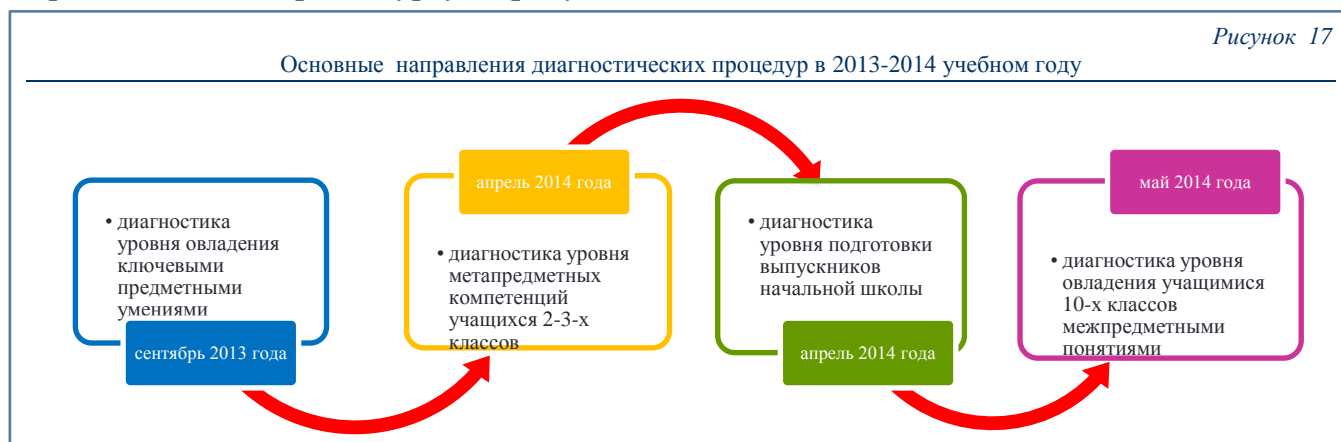 Рисунок 17
Основные направления диагностических процедур в 2013-2014 учебном году
• диагностика
уровня овладения
ключевыми
предметными
умениями
сентябрь 2013 года
апрель 2014 года
• диагностика уровня
метапредметных
компетенций
учащихся 2-3-х
классов
• диагностика
уровня подготовки
выпускников
начальной школы
апрель 2014 года
май 2014 года
• диагностика уровня
овладения учащимися
10-х классов
межпредметными
понятиями